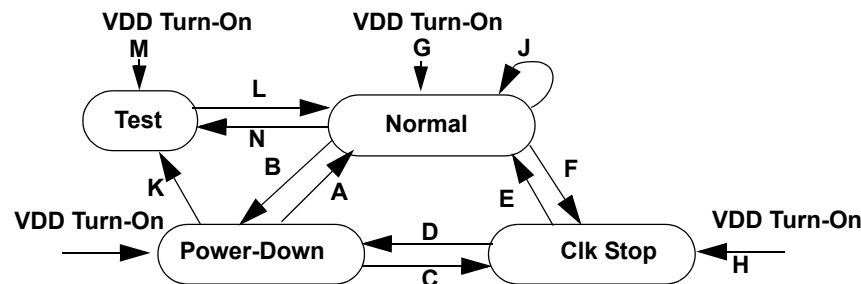 VDD Turn-On
VDD Turn-On
M
G
J
L
Test
Normal
N
B
F
K
A
E
VDD Turn-On
VDD Turn-On
D
Power-Down
Clk Stop
H
C